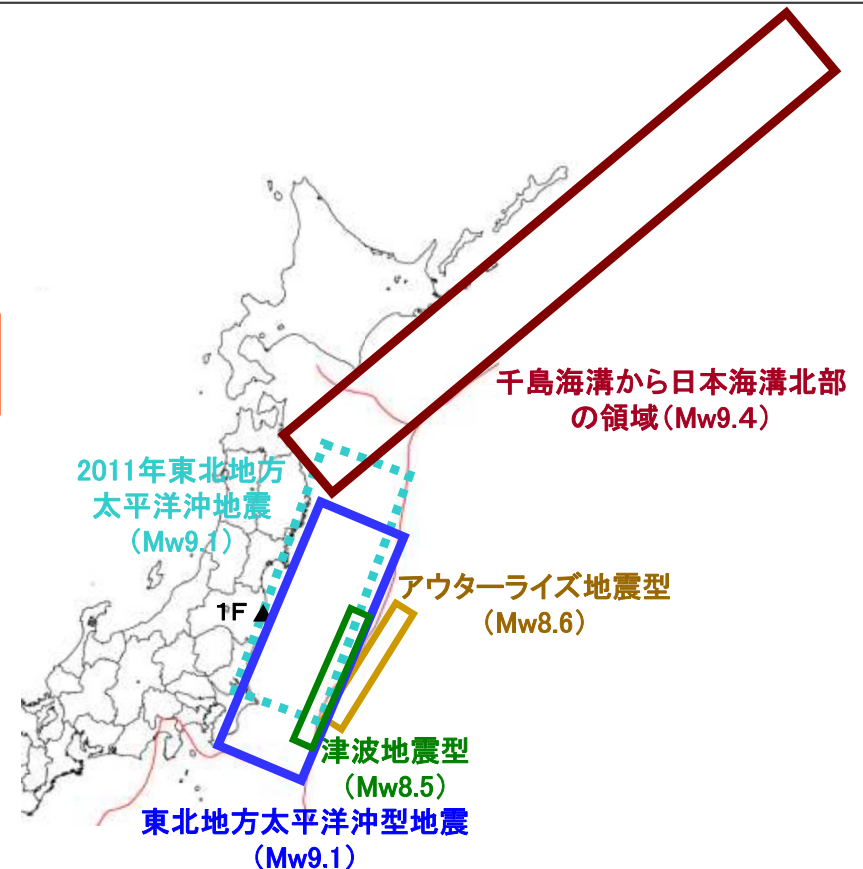 千島海溝から日本海溝北部
の領域(Mw9.4)
2011年東北地方
太平洋沖地震
(Mw9.1)
アウターライズ地震型
(Mw8.6)
1F
津波地震型
(Mw8.5)
東北地方太平洋沖型地震
(Mw9.1)